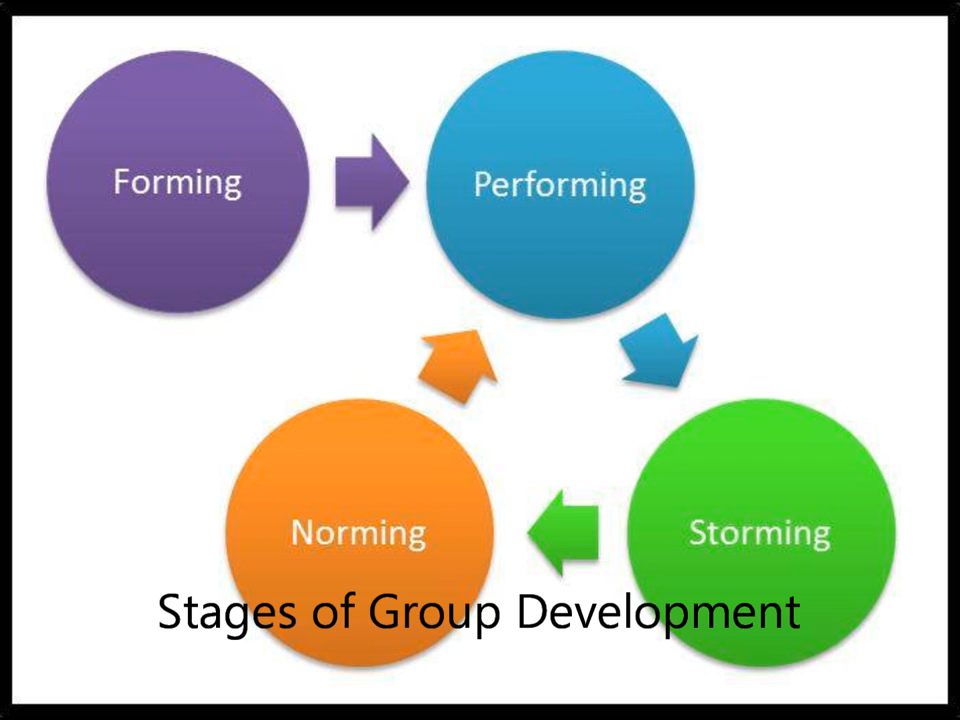 Forming
Performing
Norming
Storming
Stages of Group Development